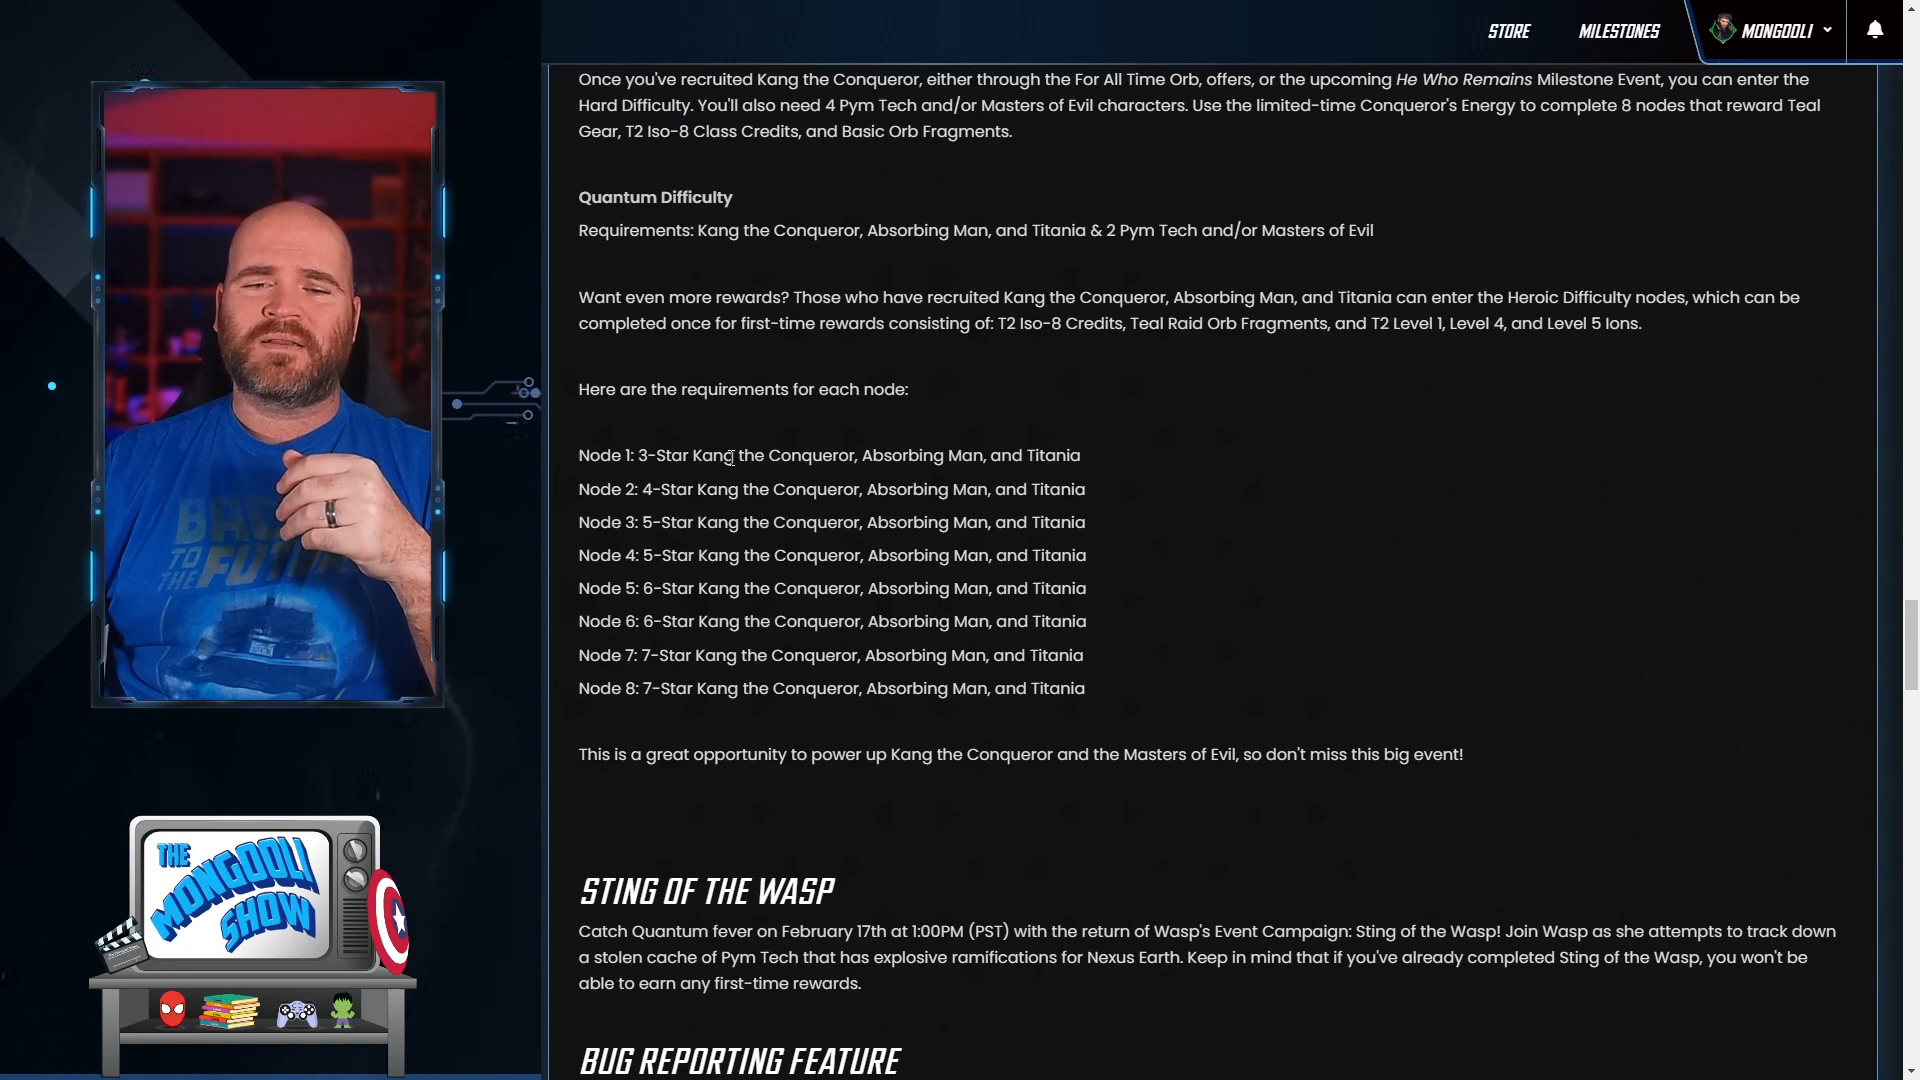 STORE
MILESTONES
MONGOOLI
Once you've recruited Kang the Conqueror, either through the For All Time Orb, offers, or the upcoming He Who Remains Milestone Event, you can enter the
Hard Difficulty. You'll also need 4 Pym Tech and/or Masters of Evil characters. Use the limited-time Conqueror's Energy to complete 8 nodes that reward Teal
Gear, T2 Iso-8 Class Credits, and Basic Orb Fragments.
Quantum Difficulty
Requirements: Kang the Conqueror, Absorbing Man, and Titania & 2 Pym Tech and/or Masters of Evil
Want even more rewards? Those who have recruited Kang the Conqueror, Absorbing Man, and Titania can enter the Heroic Difficulty nodes, which can be
completed once for first-time rewards consisting of: T2 Iso-8 Credits, Teal Raid Orb Fragments, and T2 Level 1, Level 4, and Level 5 Ions.
Here are the requirements for each node:
Node 1: 3-Star Kang the Conqueror, Absorbing Man, and Titania
Node 2: 4-Star Kang the Conqueror, Absorbing Man, and Titania
Node 3: 5-Star Kang the Conqueror, Absorbing Man, and Titania
Node 4: 5-Star Kang the Conqueror, Absorbing Man, and Titania
Node 5: 6-Star Kang the Conqueror, Absorbing Man, and Titania
Node 6: 6-Star Kang the Conqueror, Absorbing Man, and Titania
Node 7: 7-Star Kang the Conqueror, Absorbing Man, and Titania
Node 8: 7-Star Kang the Conqueror, Absorbing Man, and Titania
This is a great opportunity to power up Kang the Conqueror and the Masters of Evil, so don't miss this big event!
STING OF THE WASP
Catch Quantum fever on February 17th at 1:00PM (PST) with the return of Wasp's Event Campaign: Sting of the Wasp! Join Wasp as she attempts to track down
a stolen cache of Pym Tech that has explosive ramifications for Nexus Earth. Keep in mind that if you've already completed Sting of the Wasp, you won't be
able to earn any first-time rewards.
BUG REPORTING FEATURE
BACK
TO
THE FUTURE
THE
MONGOOLI
SHOW